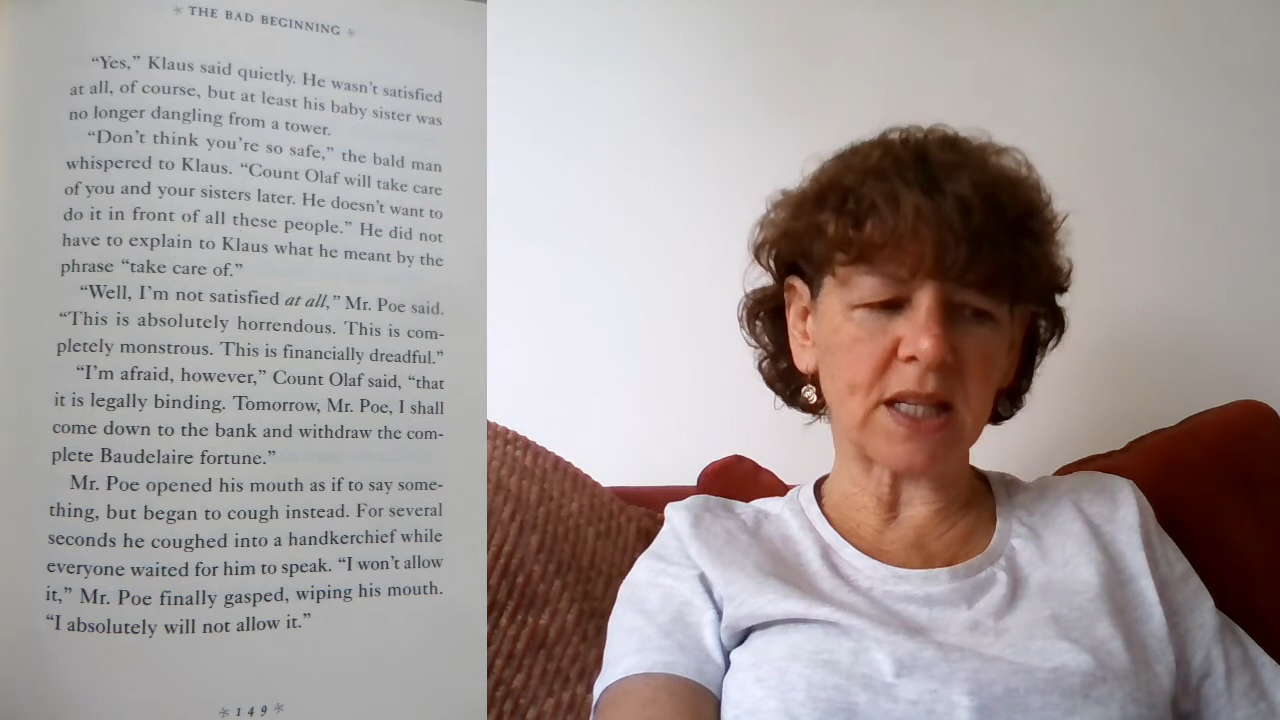 * THE BAD BEGINNING *
“Yes,” Klaus said quietly. He wasn’t satisfied
at all, of course, but at least his baby sister was
no longer dangling from a tower.
“Don’t think you’re so safe,” the bald man
whispered to Klaus. “Count Olaf will take care
of you and your sisters later. He doesn’t want to
do it in front of all these people.” He did not
have to explain to Klaus what he meant by the
phrase “take care of.”
“Well, I’m not satisfied at all,” Mr. Poe said.
“This is absolutely horrendous. This is com-
pletely monstrous. This is financially dreadful.”
“I’m afraid, however,” Count Olaf said, “that
it is legally binding. Tomorrow, Mr. Poe, I shall
come down to the bank and withdraw the com-
plete Baudelaire fortune.”
Mr. Poe opened his mouth as if to say some-
thing, but began to cough instead. For several
seconds he coughed into a handkerchief while
everyone waited for him to speak. “I won’t allow
it,” Mr. Poe finally gasped, wiping his mouth.
“I absolutely will not allow it.”
* 149 *